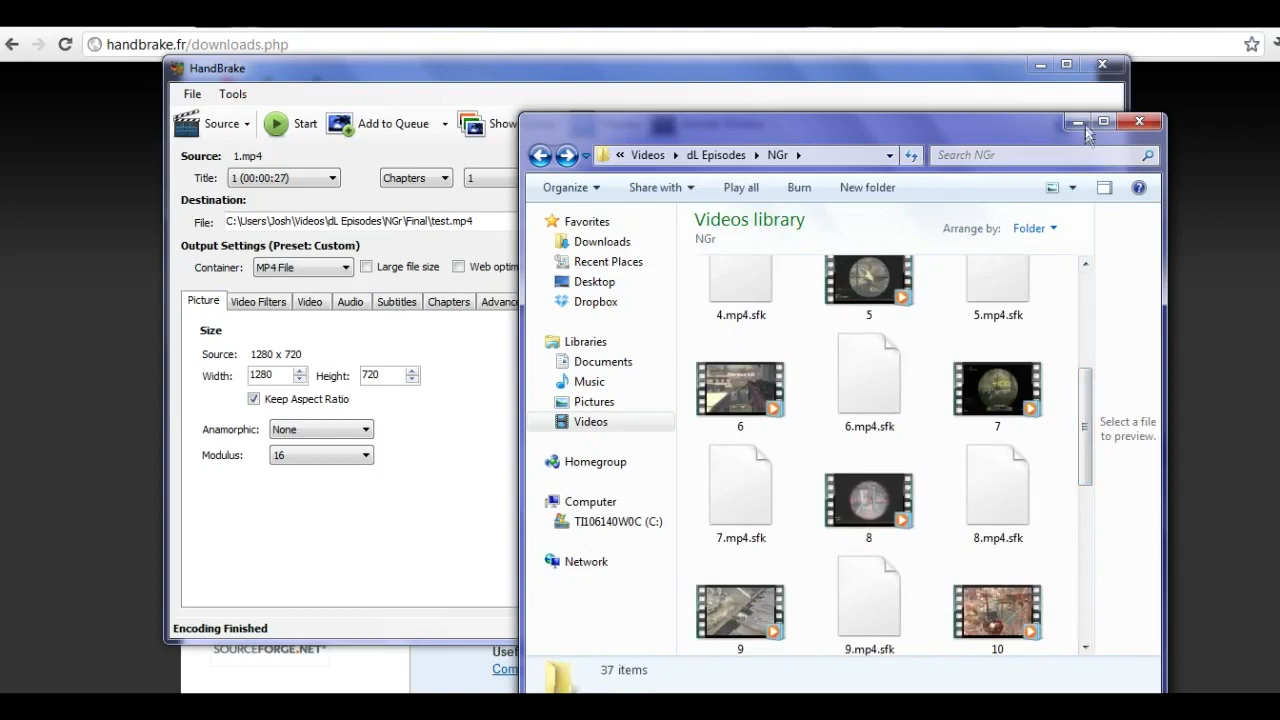 handbrake.fr/downloads.php
HandBrake
File Tools
Source Start Add to Queue Show
Source: 1.mp4
Title: 1 (00:00:27) Chapters 1
Destination:
File: C:\Users\Josh\Videos\dL Episodes\NGr\Final\test.mp4
Output Settings (Preset: Custom)
Container: MP4 File Large file size Web optim
Picture Video Filters Video Audio Subtitles Chapters Advanc
Size
Source: 1280 x 720
Width: 1280 Height: 720
Keep Aspect Ratio
Anamorphic: None
Modulus: 16
Encoding Finished
SOURCEFORGE.NET
Usef
Com
« Videos dL Episodes NGr
Search NGr
Organize Share with Play all Burn New folder
Favorites
Downloads
Recent Places
Desktop
Dropbox
Libraries
Documents
Music
Pictures
Videos
Homegroup
Computer
TI106140W0C (C:)
Network
Videos library
NGr
Arrange by: Folder
4.mp4.sfk 5 5.mp4.sfk
6 6.mp4.sfk 7
7.mp4.sfk 8 8.mp4.sfk
9 9.mp4.sfk 10
Select a file
to preview.
37 items